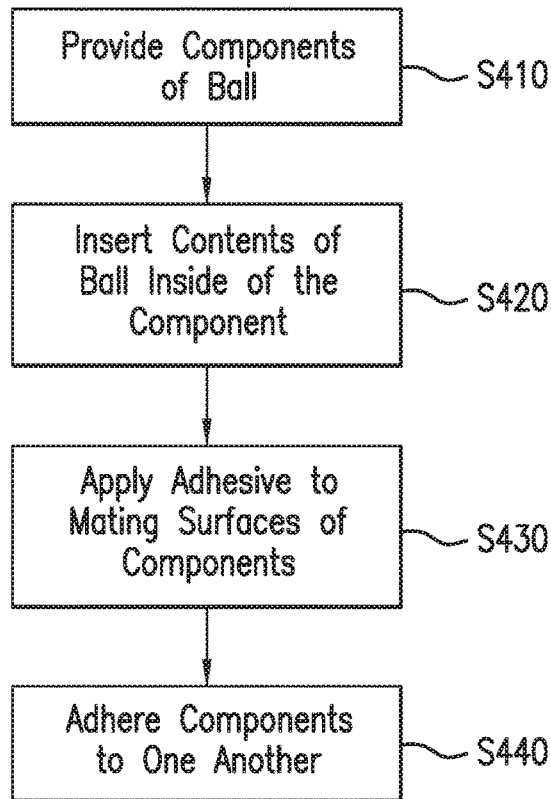 Provide Components
of Ball
S410
Insert Contents of
Ball Inside of the
Component
S420
Apply Adhesive to
Mating Surfaces of
Components
S430
Adhere Components
to One Another
S440